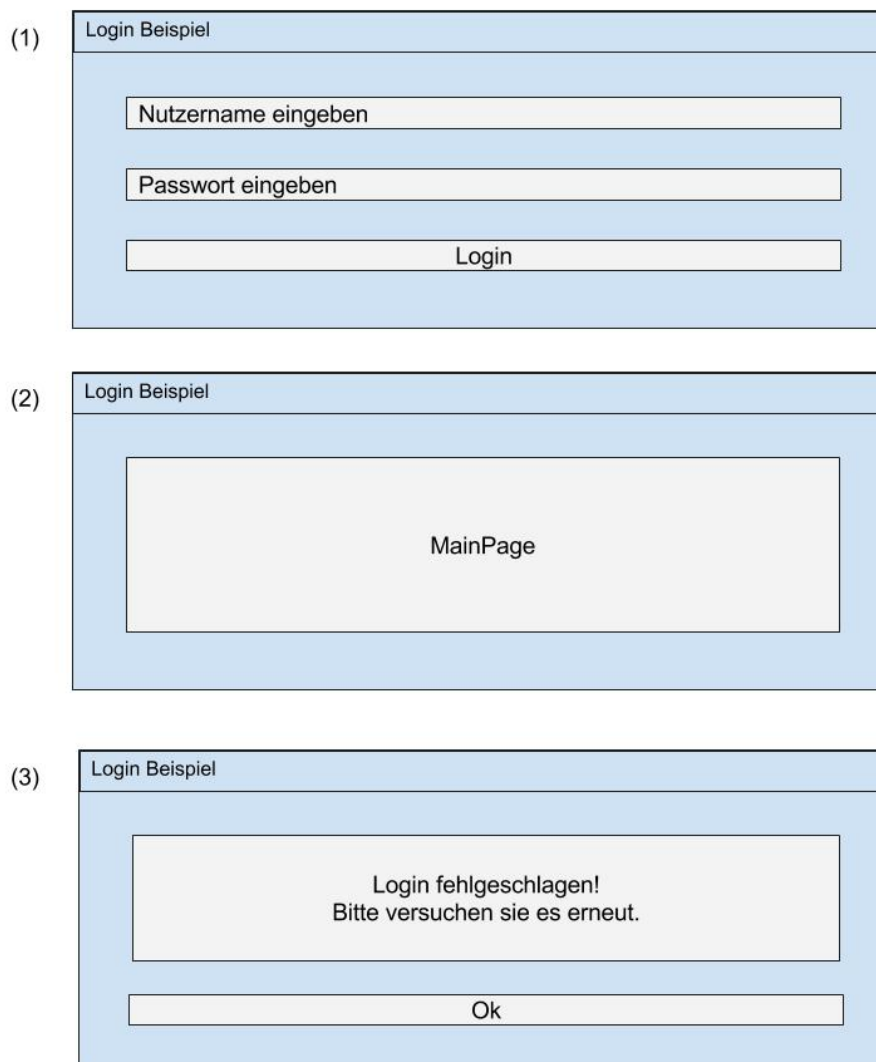 (1)
Login Beispiel
Nutzername eingeben
Passwort eingeben
Login
(2)
Login Beispiel
MainPage
(3)
Login Beispiel
Login fehlgeschlagen!
Bitte versuchen sie es erneut.
Ok